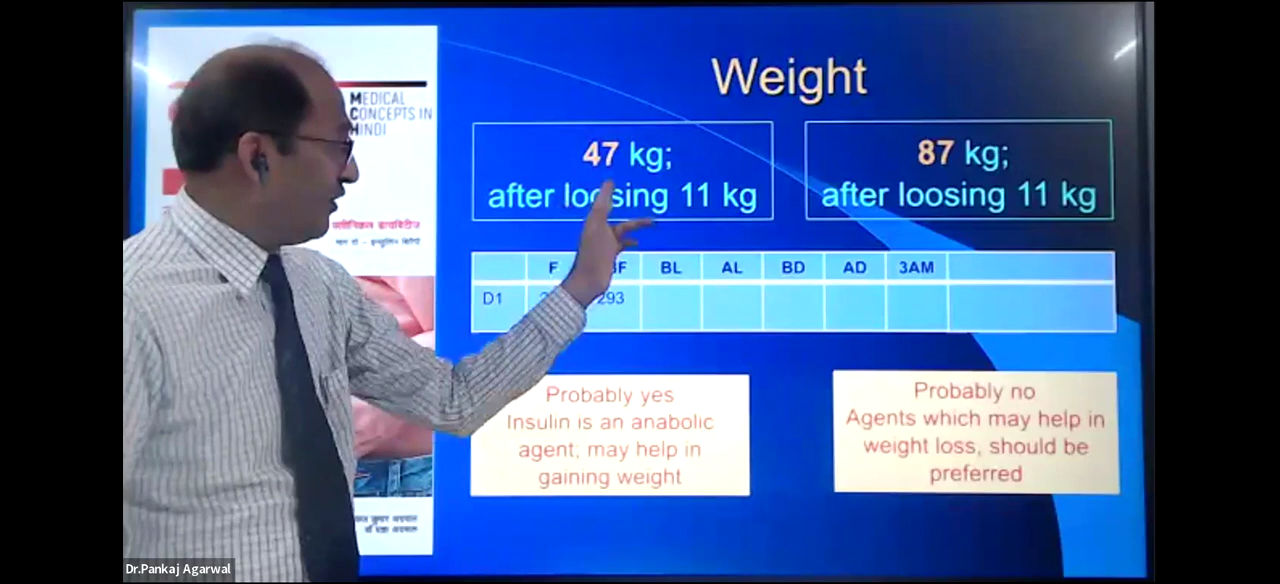 MEDICAL
CONCEPTS IN
HINDI
क्लीनिकल डायबिटीज
Weight
47 kg;
after loosing 11 kg
87 kg;
after loosing 11 kg
F BL AL BD AD 3AM
D1 293
Probably yes
Insulin is an anabolic
agent; may help in
gaining weight
Probably no
Agents which may help in
weight loss, should be
preferred
Dr.Pankaj Agarwal